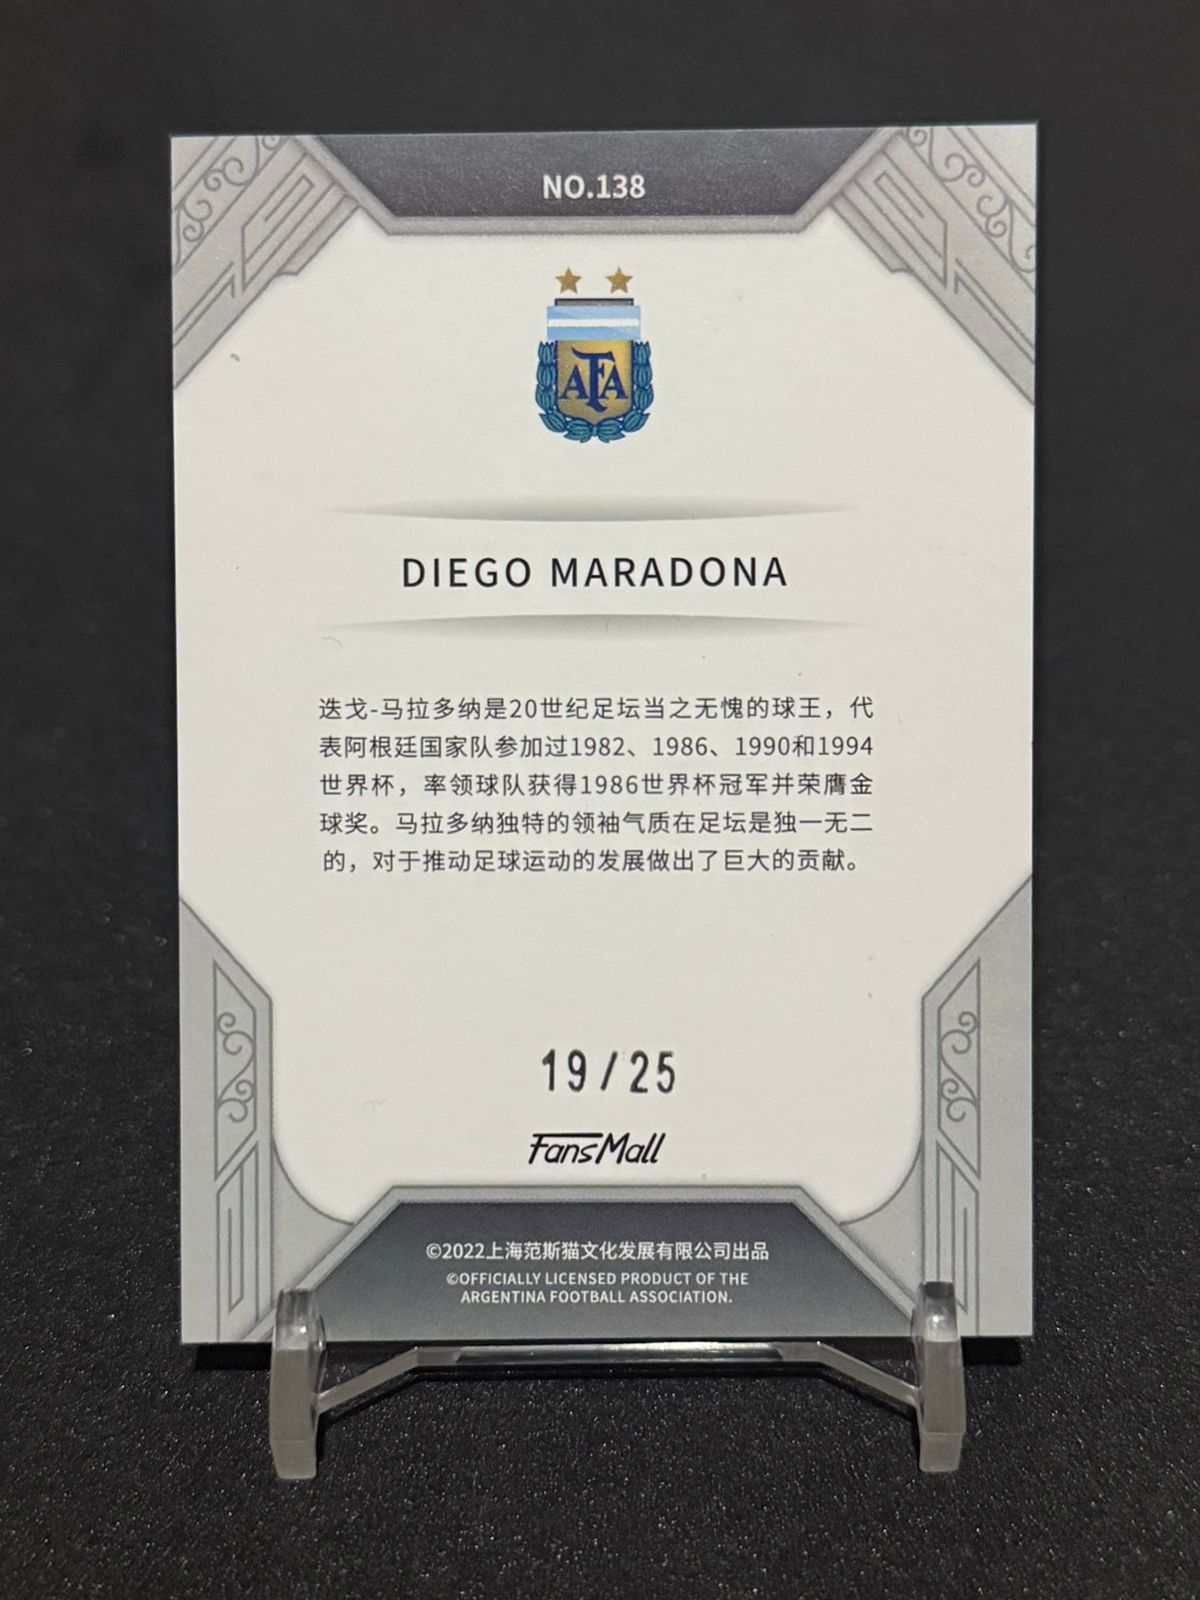 NO.138
AFA
DIEGO MARADONA
迭戈-马拉多纳是20世纪足坛当之无愧的球王，代
表阿根廷国家队参加过1982、1986、1990和1994
世界杯，率领球队获得1986世界杯冠军并荣膺金
球奖。马拉多纳独特的领袖气质在足坛是独一无二
的，对于推动足球运动的发展做出了巨大的贡献。
19/25
FansMall
©2022上海范斯猫文化发展有限公司出品
©OFFICIALLY LICENSED PRODUCT OF THE
ARGENTINA FOOTBALL ASSOCIATION.